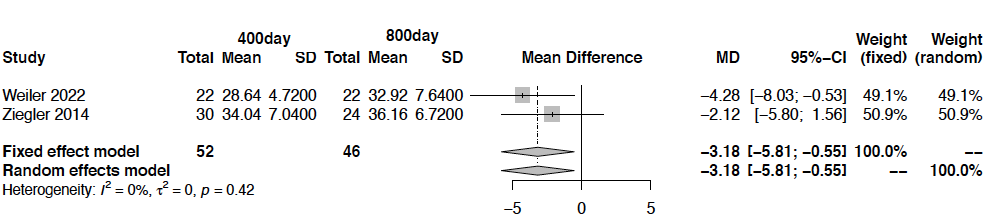 400day 800day Weight Weight
Study Total Mean SD Total Mean SD Mean Difference MD 95%−CI (fixed) (random)
Weiler 2022 22 28.64 4.7200 22 32.92 7.6400 −4.28 [−8.03; −0.53] 49.1% 49.1%
Ziegler 2014 30 34.04 7.0400 24 36.16 6.7200 −2.12 [−5.80; 1.56] 50.9% 50.9%
Fixed effect model 52 46 −3.18 [−5.81; −0.55] 100.0% −−
Random effects model −3.18 [−5.81; −0.55] −− 100.0%
Heterogeneity: I² = 0%, τ² = 0, p = 0.42
−5 0 5